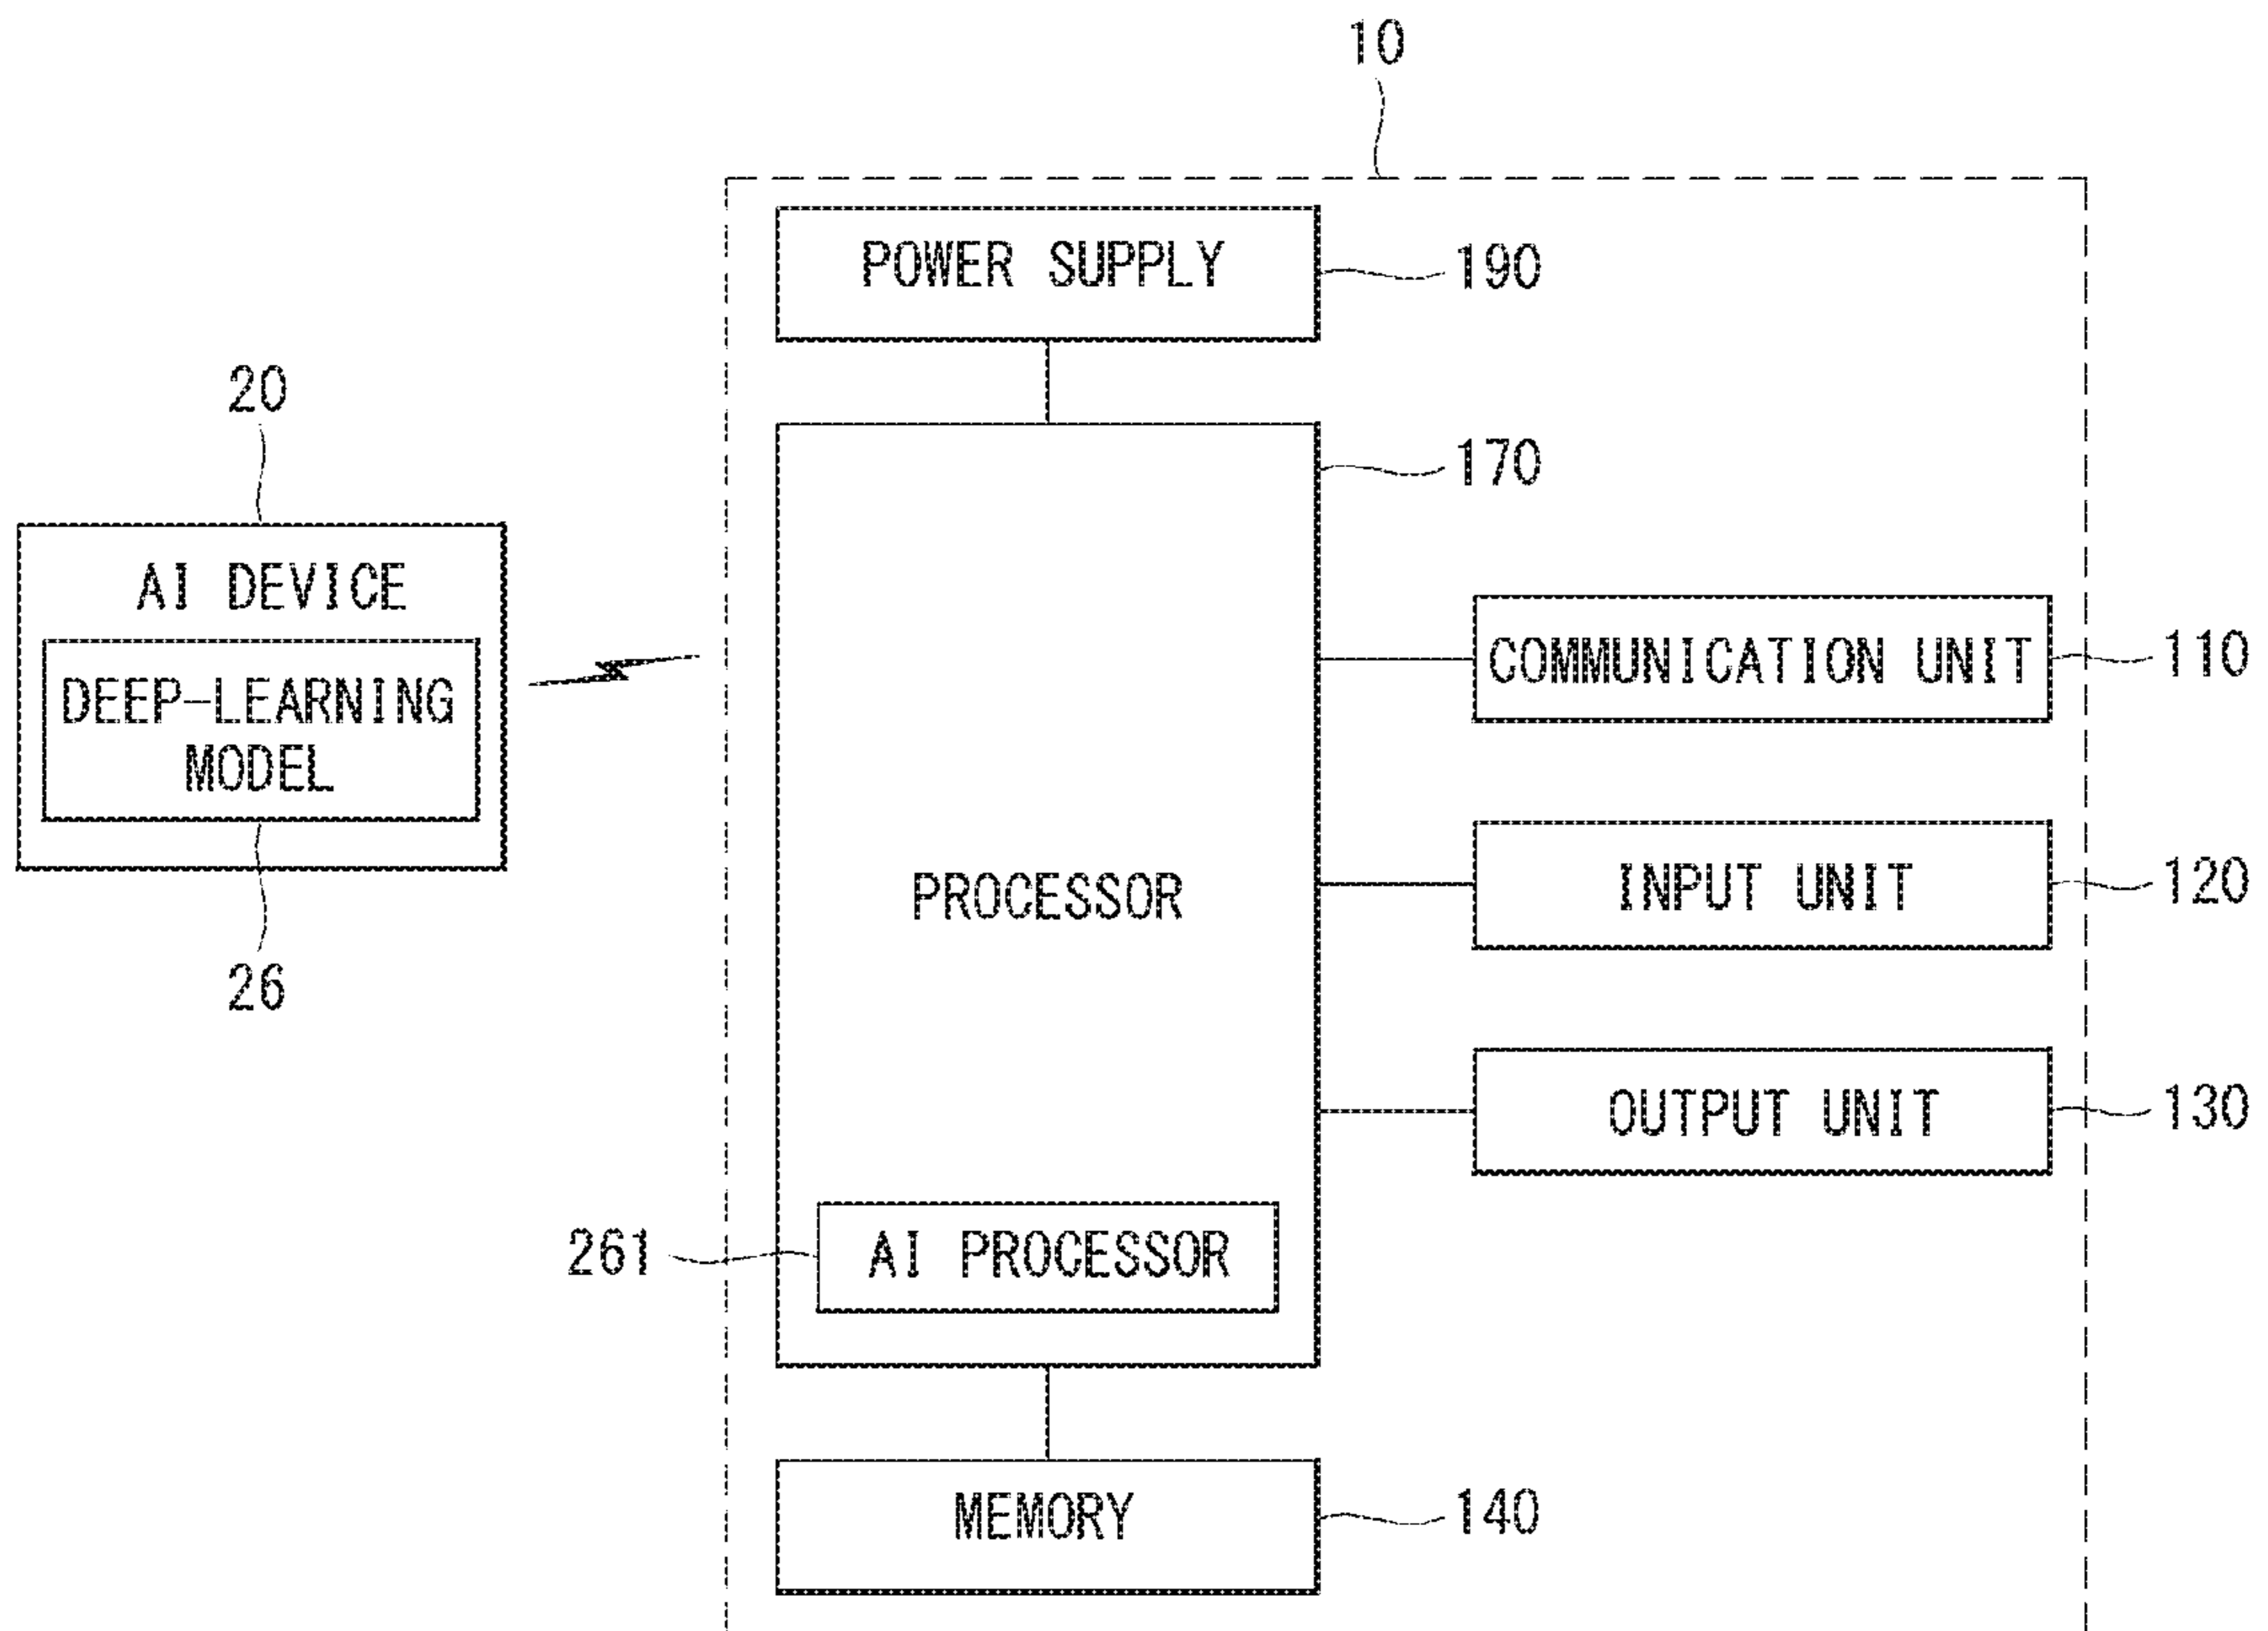 10
POWER SUPPLY
190
20
170
AI DEVICE
DEEP-LEARNING
MODEL
26
COMMUNICATION UNIT
110
PROCESSOR
INPUT UNIT
120
OUTPUT UNIT
130
261
AI PROCESSOR
MEMORY
140